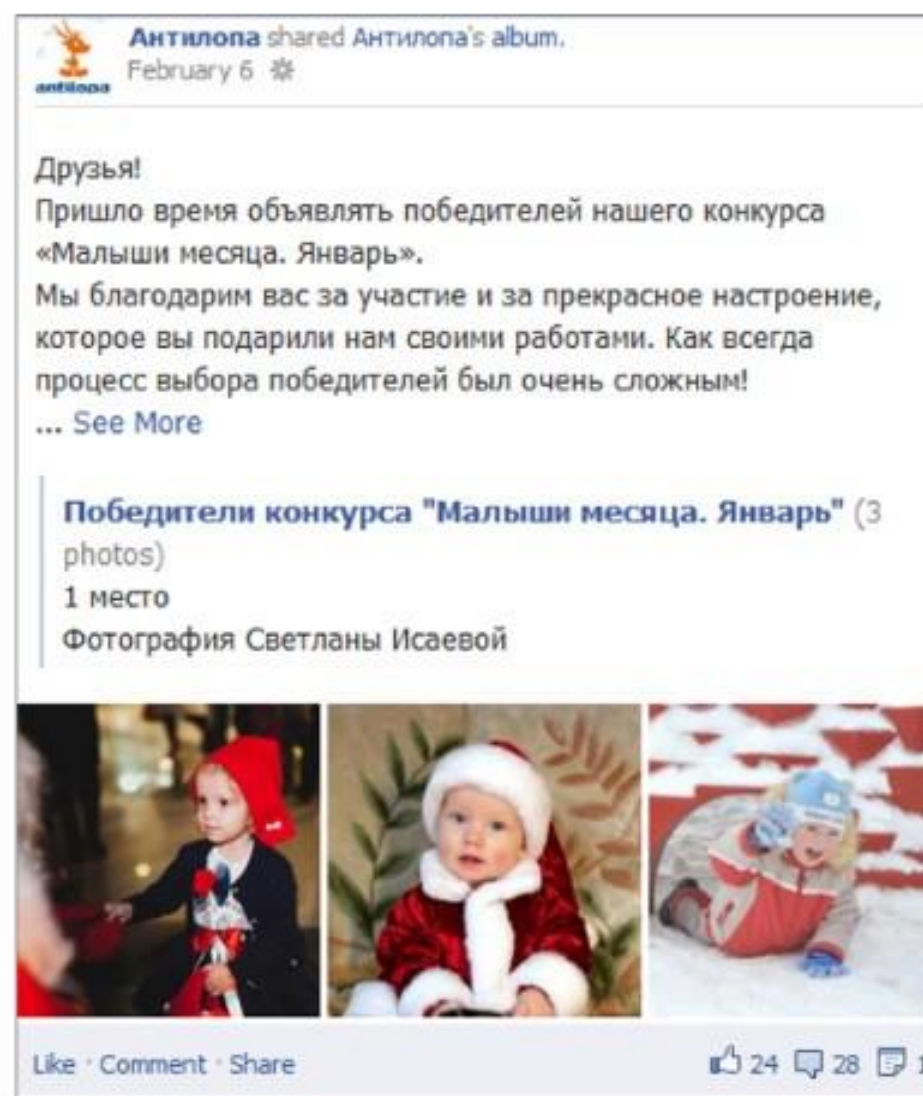 Антилопа shared Антилопа's album.
February 6
antilopa
Друзья!
Пришло время объявлять победителей нашего конкурса
«Малыши месяца. Январь».
Мы благодарим вас за участие и за прекрасное настроение,
которое вы подарили нам своими работами. Как всегда
процесс выбора победителей был очень сложным!
... See More
Победители конкурса "Малыши месяца. Январь" (3
photos)
1 место
Фотография Светланы Исаевой
Like · Comment · Share 24 28